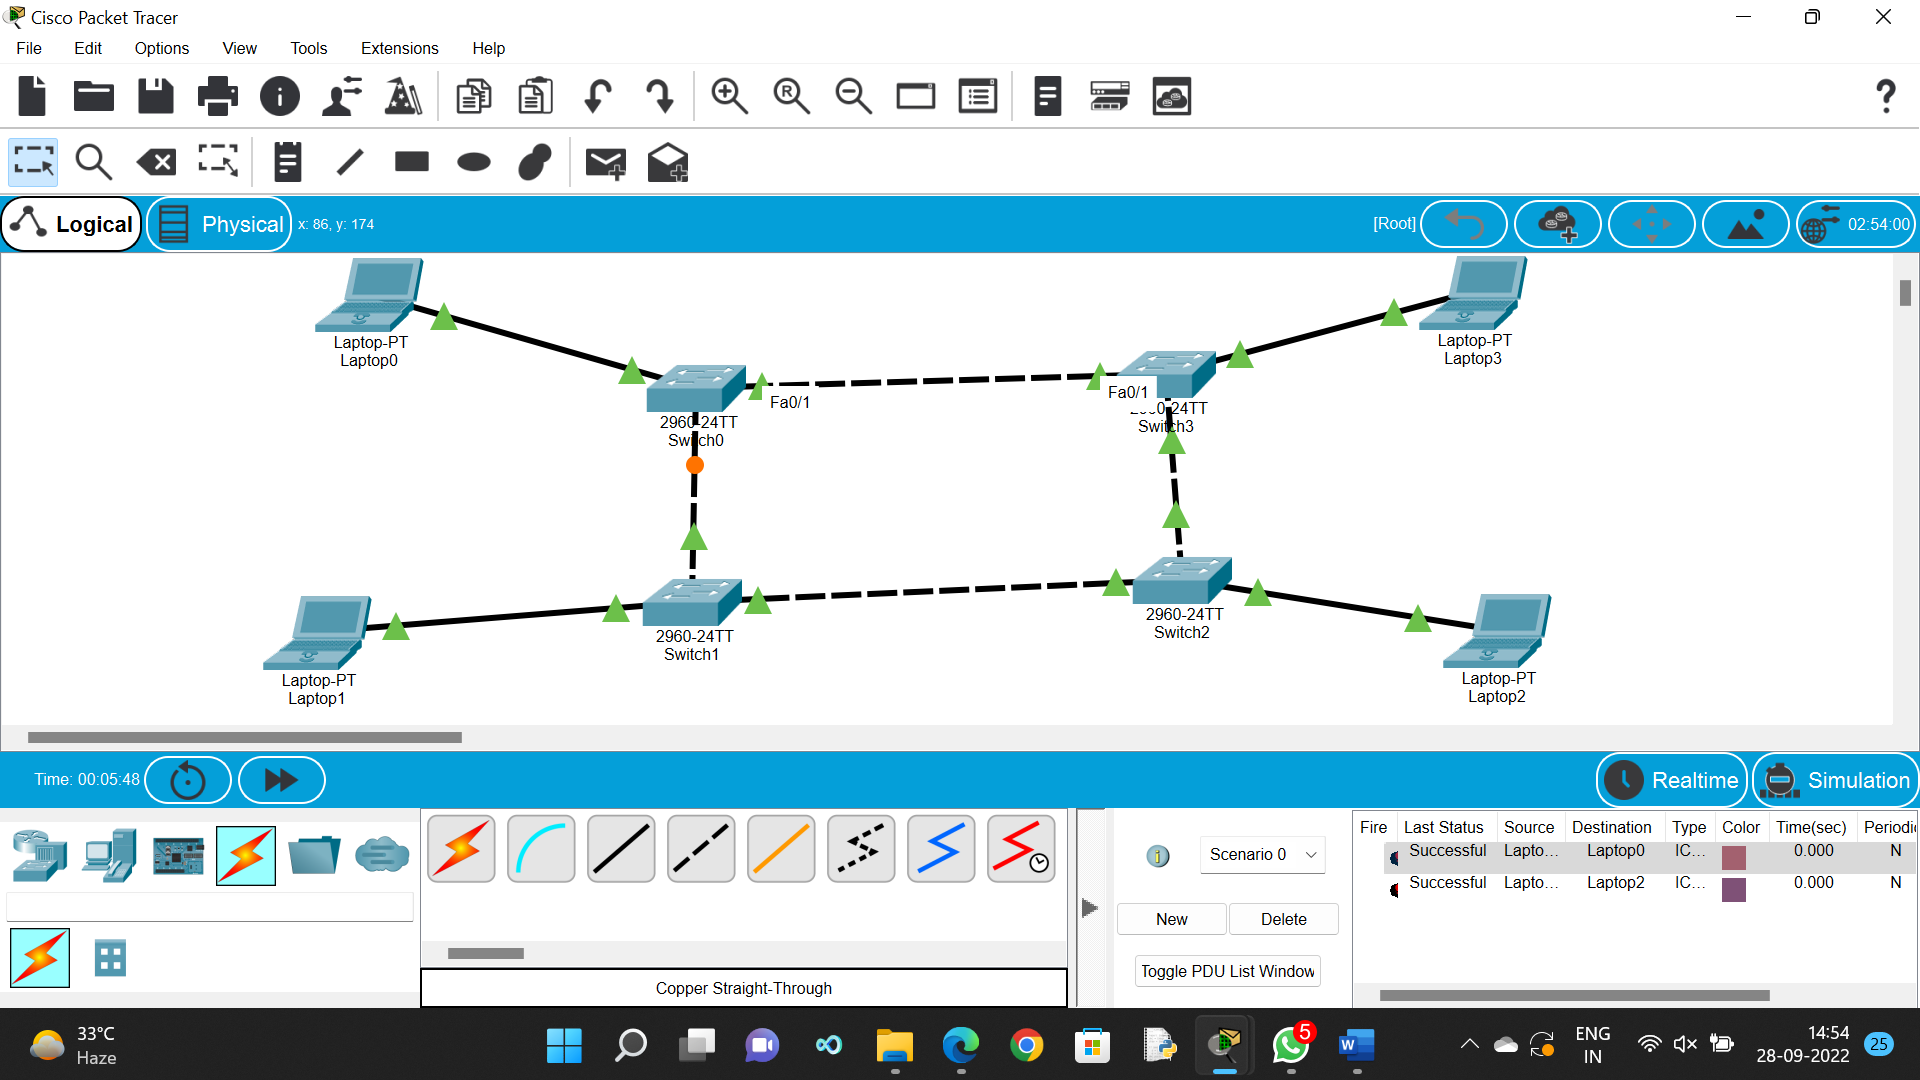 Cisco Packet Tracer
File Edit Options View Tools Extensions Help
Logical Physical x: 86, y: 174 [Root] 02:54:00
Laptop-PT
Laptop0
Laptop-PT
Laptop3
Fa0/1
Fa0/1
2960-24TT
Switch0
Switch3
2960-24TT
Switch1
2960-24TT
Switch2
Laptop-PT
Laptop1
Laptop-PT
Laptop2
Time: 00:05:48 Realtime Simulation
Scenario 0
New Delete
Toggle PDU List Window
Copper Straight-Through
Fire Last Status Source Destination Type Color Time(sec) Periodic
Successful Lapto... Laptop0 IC... 0.000 N
Successful Lapto... Laptop2 IC... 0.000 N
33°C
Haze
5
ENG
IN
14:54
28-09-2022
25